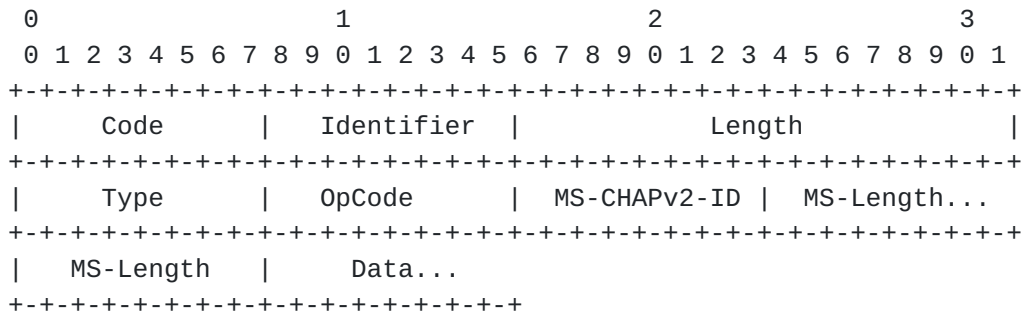 0                   1                   2                   3
 0 1 2 3 4 5 6 7 8 9 0 1 2 3 4 5 6 7 8 9 0 1 2 3 4 5 6 7 8 9 0 1
+-+-+-+-+-+-+-+-+-+-+-+-+-+-+-+-+-+-+-+-+-+-+-+-+-+-+-+-+-+-+-+-+
|     Code      |   Identifier  |            Length             |
+-+-+-+-+-+-+-+-+-+-+-+-+-+-+-+-+-+-+-+-+-+-+-+-+-+-+-+-+-+-+-+-+
|     Type      |   OpCode      |  MS-CHAPv2-ID |  MS-Length...
+-+-+-+-+-+-+-+-+-+-+-+-+-+-+-+-+-+-+-+-+-+-+-+-+-+-+-+-+-+-+-+-+
|   MS-Length   |     Data...
+-+-+-+-+-+-+-+-+-+-+-+-+-+-+-+-+